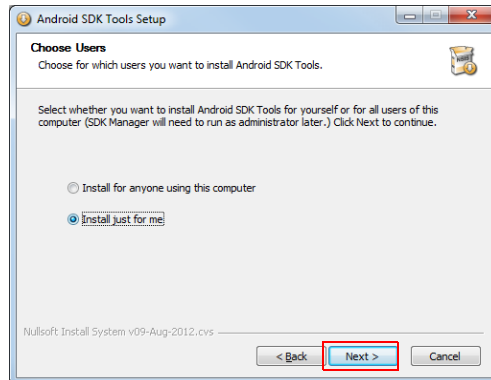 Android SDK Tools Setup
Choose Users
Choose for which users you want to install Android SDK Tools.
Select whether you want to install Android SDK Tools for yourself or for all users of this
computer (SDK Manager will need to run as administrator later.) Click Next to continue.
Install for anyone using this computer
Install just for me
Nullsoft Install System v09-Aug-2012.cvs
< Back Next > Cancel